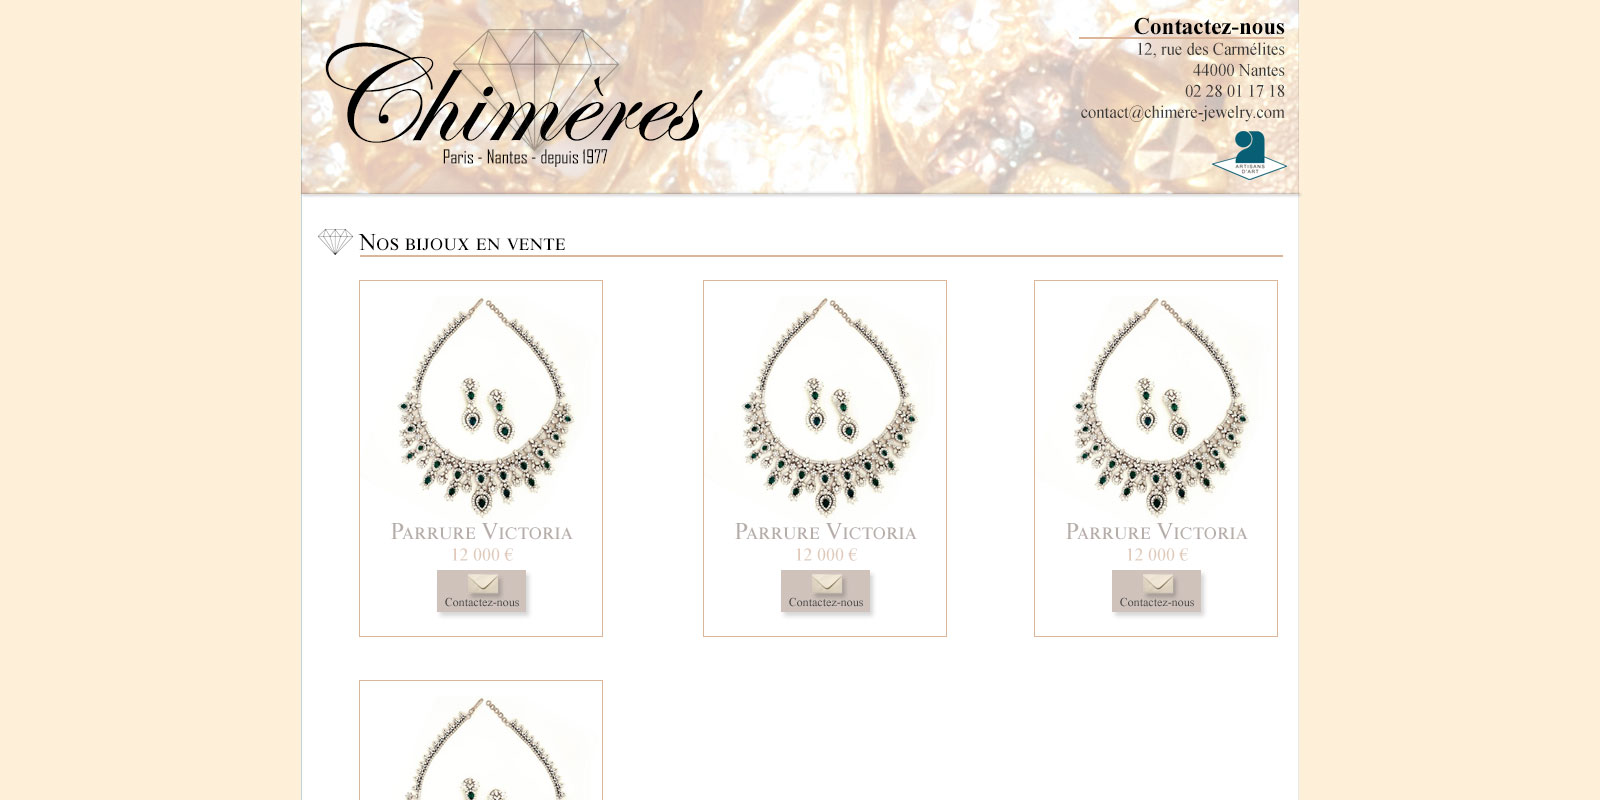 Chimères
Paris - Nantes - depuis 1977
Contactez-nous
12, rue des Carmélites
44000 Nantes
02 28 01 17 18
contact@chimere-jewelry.com
ARTISANS
D'ART
Nos bijoux en vente
Parrure Victoria
12 000 €
Contactez-nous
Parrure Victoria
12 000 €
Contactez-nous
Parrure Victoria
12 000 €
Contactez-nous